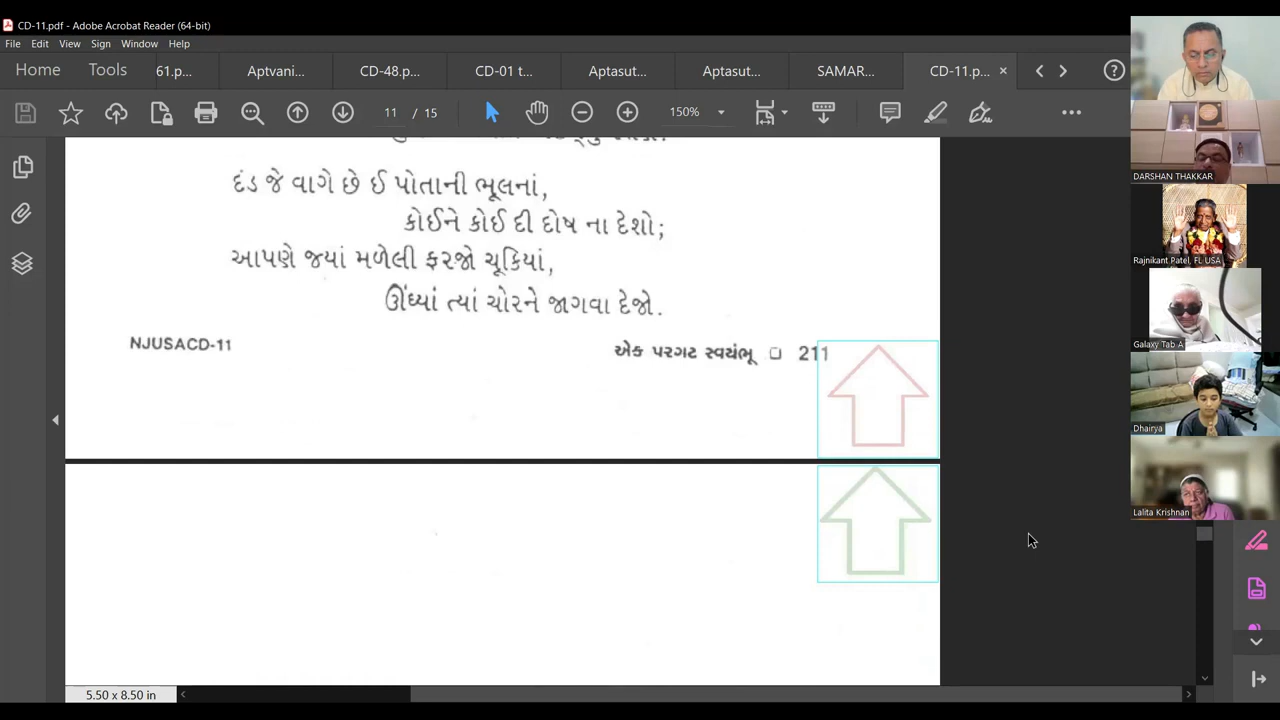 CD-11.pdf - Adobe Acrobat Reader (64-bit)
File Edit View Sign Window Help
Home Tools 61.p... Aptvani... CD-48.p... CD-01 t... Aptasut... Aptasut... SAMAR... CD-11.p... ×
11 / 15 150%
દંડ જે વાગે છે ઈ પોતાની ભૂલનાં,
કોઈને કોઈ દી દોષ ના દેશો;
આપણે જ્યાં મળેલી ફરજો ચૂકિયાં,
ઊંઘ્યાં ત્યાં ચોરને જાગવા દેજો.
NJUSACD-11
એક પરગટ સ્વયંભૂ 211
5.50 x 8.50 in
DARSHAN THAKKAR
Rajnikant Patel, FL USA
Galaxy Tab A
Dhairya
Lalita Krishnan